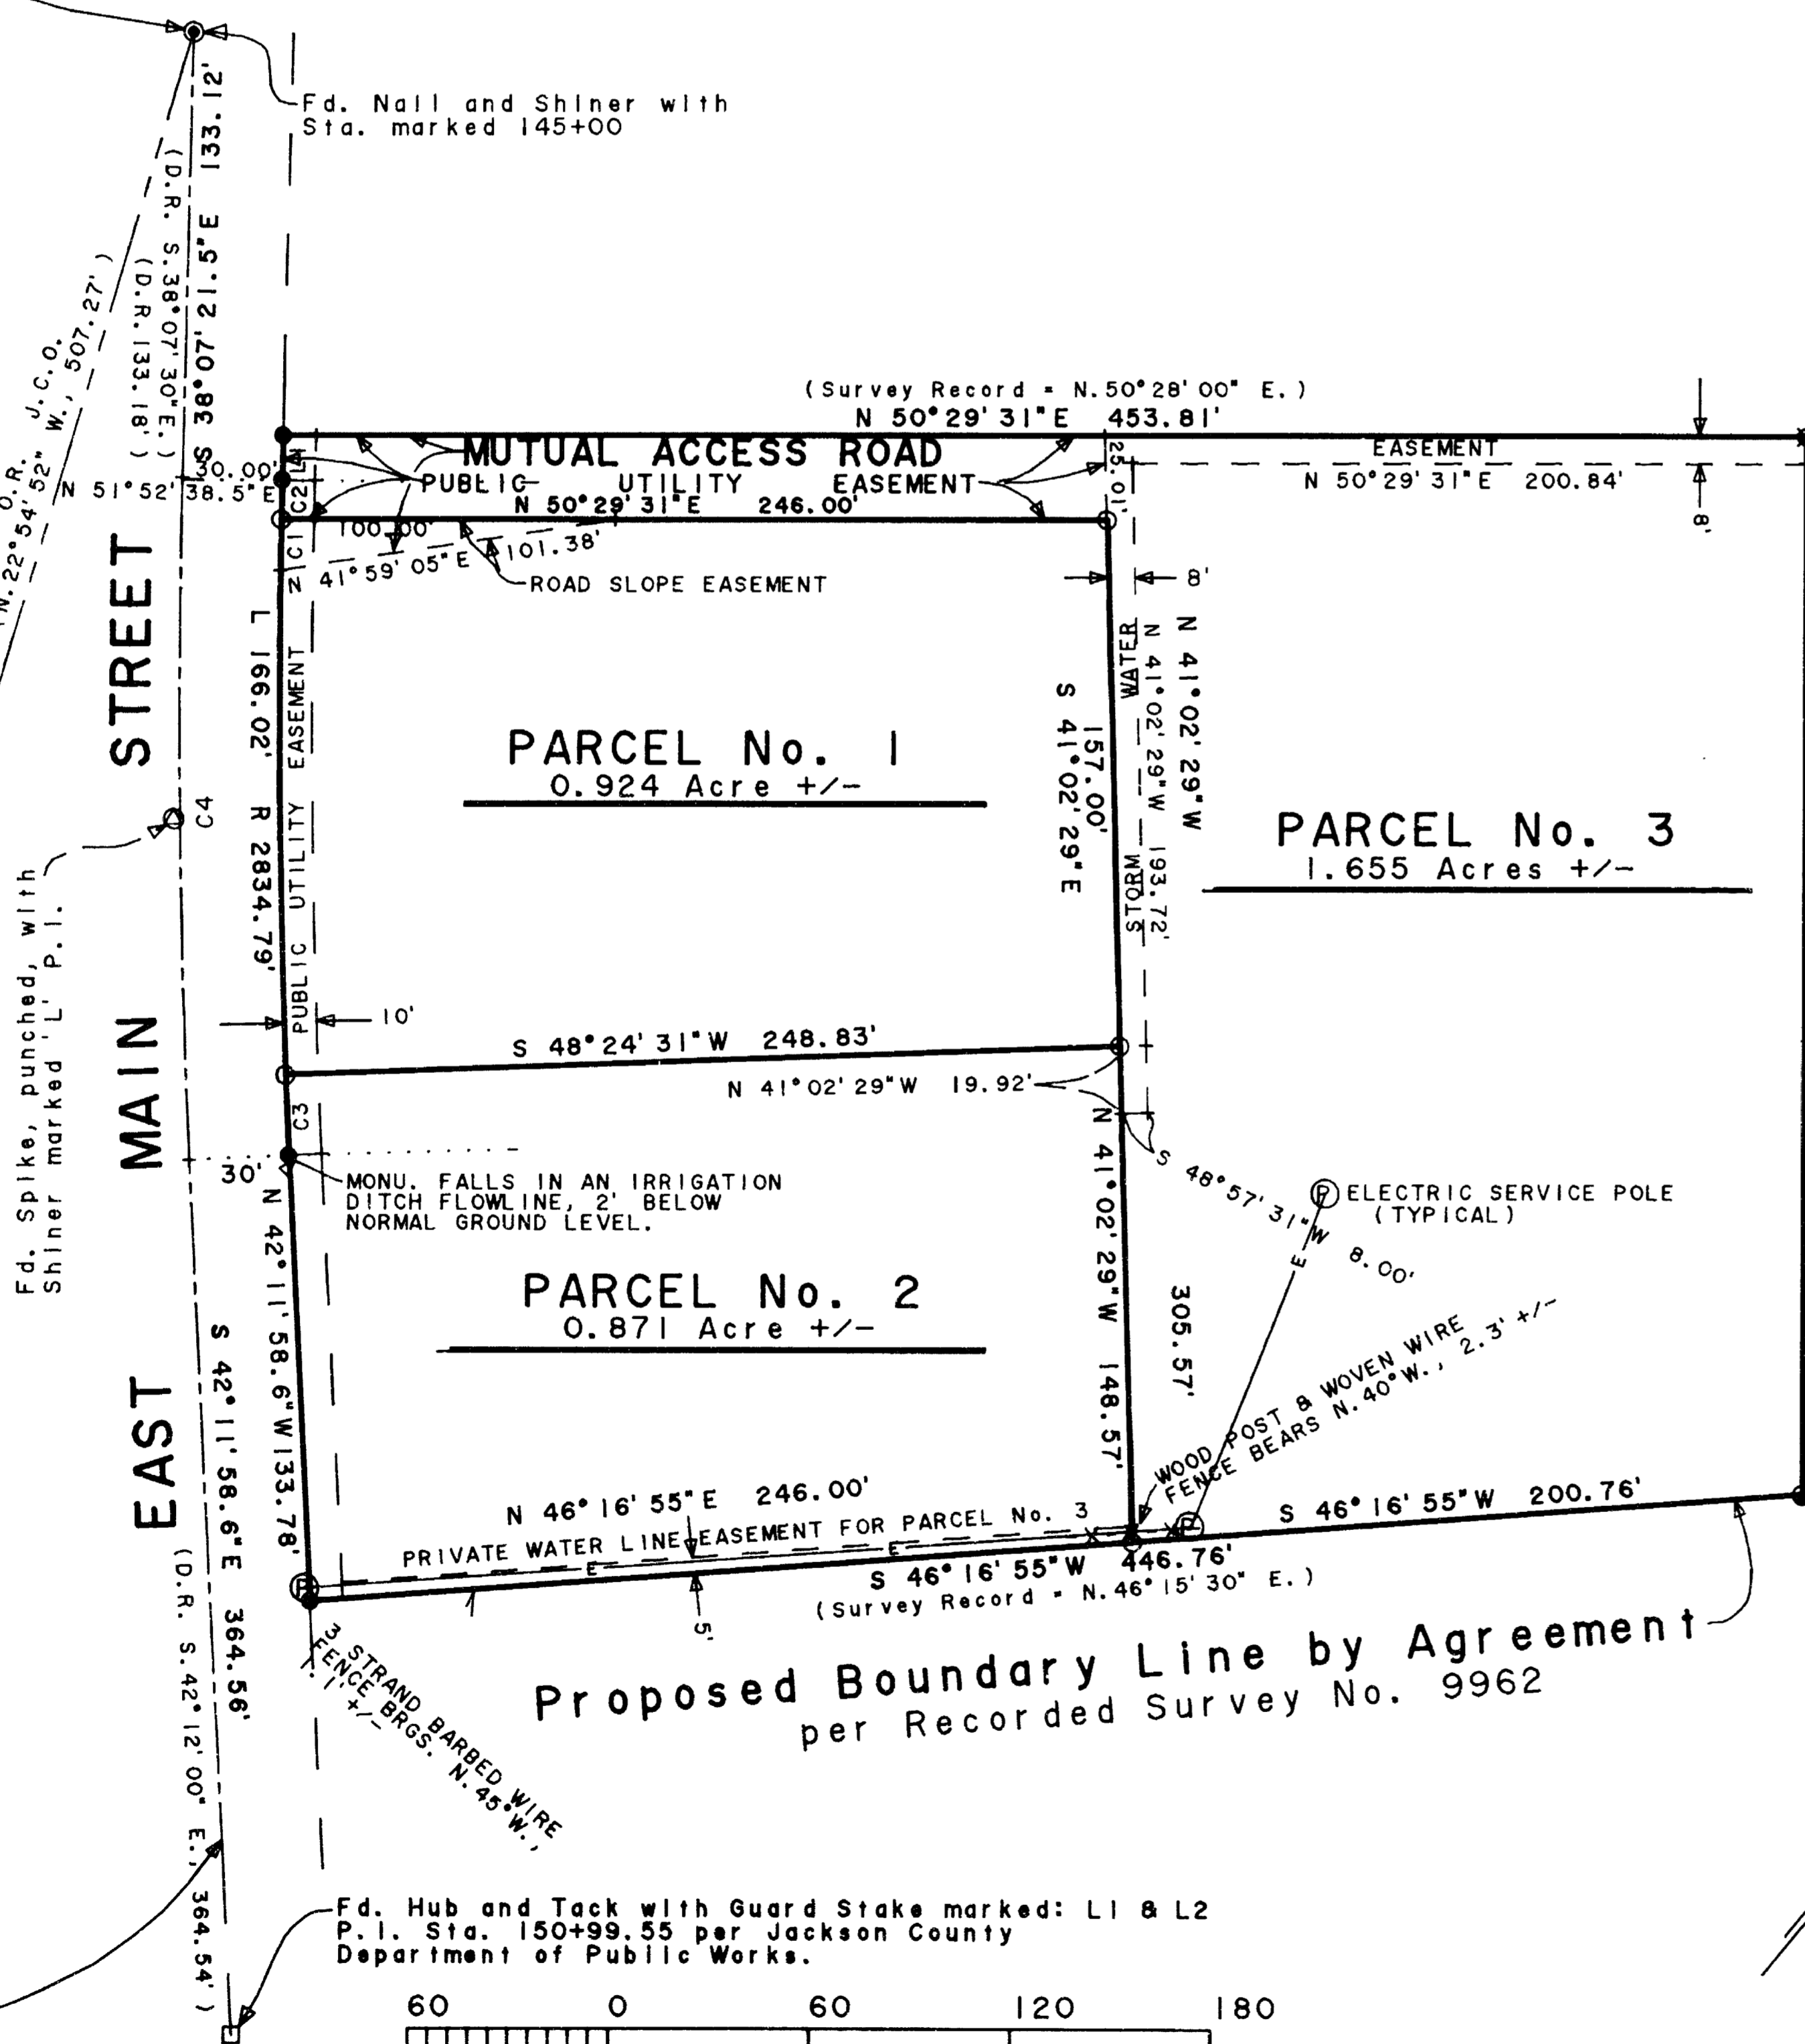 Fd. Nail and Shiner with
Sta. marked 145+00
S 38°07'21.5"E 133.12'
(D.R. S.38°07'30"E.)
(D.R.133.18')
J.C.O.
O.R.
N.22°54'52" W., 507.27')
(Survey Record = N.50°28'00" E.)
N 50°29'31"E 453.81'
MUTUAL ACCESS ROAD
EASEMENT
30.00'
N 51°52'38.5"E
C2
PUBLIC UTILITY EASEMENT
25.01'
N 50°29'31"E 200.84'
8'
N 50°29'31"E 246.00'
100.00'
C1
N 41°59'05"E 101.38'
ROAD SLOPE EASEMENT
8'
EAST MAIN STREET
L 166.02' R 2834.79'
PUBLIC UTILITY EASEMENT
PARCEL No. 1
0.924 Acre +/-
157.00'
S 41°02'29"E
STORM WATER
N 41°02'29"W 193.72'
N 41°02'29"W
305.57'
PARCEL No. 3
1.655 Acres +/-
C4
Fd. Spike, punched, with
Shiner marked 'L' P.I.
10'
S 48°24'31"W 248.83'
N 41°02'29"W 19.92'
C3
30'
MONU. FALLS IN AN IRRIGATION
DITCH FLOWLINE, 2' BELOW
NORMAL GROUND LEVEL.
S 48°57'31"W 8.00'
P ELECTRIC SERVICE POLE
(TYPICAL)
E
N 42°11'58.6"W 133.78'
PARCEL No. 2
0.871 Acre +/-
N 41°02'29"W 148.57'
WOOD POST & WOVEN WIRE
FENCE BEARS N.40°W., 2.3' +/-
S 42°11'58.6"E 364.56'
(D.R. S.42°12'00" E., 364.54')
N 46°16'55"E 246.00'
PRIVATE WATER LINE EASEMENT FOR PARCEL No. 3
P
E
E
P
S 46°16'55"W 200.76'
S 46°16'55"W 446.76'
(Survey Record = N.46°15'30" E.)
5'
3 STRAND BARBED WIRE
FENCE BRGS. N.45°W.,
.1' +/-
Proposed Boundary Line by Agreement
per Recorded Survey No. 9962
Fd. Hub and Tack with Guard Stake marked: L1 & L2
P.I. Sta. 150+99.55 per Jackson County
Department of Public Works.
60 0 60 120 180